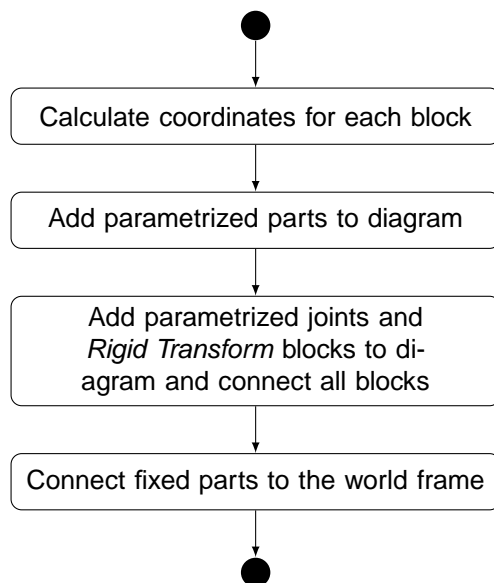 Calculate coordinates for each block
Add parametrized parts to diagram
Add parametrized joints and
Rigid Transform blocks to di-
agram and connect all blocks
Connect fixed parts to the world frame